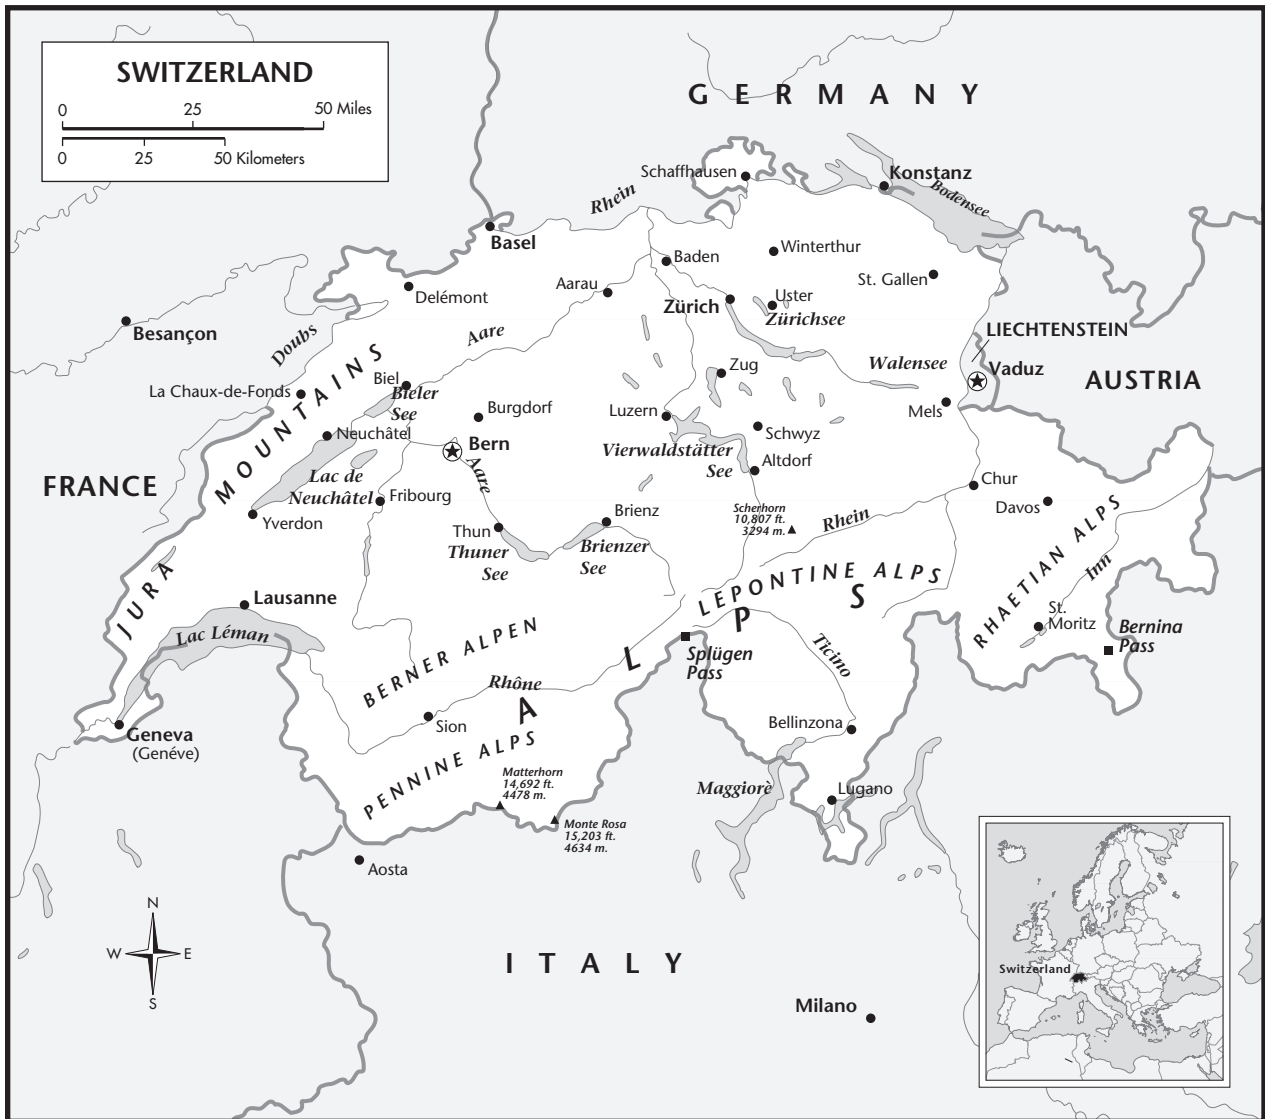 SWITZERLAND
0 25 50 Miles
0 25 50 Kilometers
GERMANY
Schaffhausen
Konstanz
Bodensee
Rhein
Basel
Baden
Winterthur
St. Gallen
Delémont
Aarau
Zürich
Uster
Zürichsee
Besançon
Doubs
Aare
LIECHTENSTEIN
Walensee
Vaduz
AUSTRIA
La Chaux-de-Fonds
Biel
Bieler
See
Zug
Mels
Burgdorf
Luzern
Schwyz
Neuchâtel
Bern
Vierwaldstätter
See
Altdorf
FRANCE
JURA MOUNTAINS
Lac de
Neuchâtel
Fribourg
Aare
Chur
Davos
Yverdon
Thun
Thuner
See
Brienz
Brienzer
See
Scherhorn
10,807 ft.
3294 m.
Rhein
LEPONTINE ALPS
RHAETIAN ALPS
Inn
Lausanne
Lac Léman
St.
Moritz
Bernina
Pass
BERNER ALPEN
ALPS
Splügen
Pass
Ticino
Rhône
Geneva
(Genéve)
Sion
Bellinzona
PENNINE ALPS
Matterhorn
14,692 ft.
4478 m.
Maggiorè
Lugano
Monte Rosa
15,203 ft.
4634 m.
Aosta
N
W E
S
ITALY
Milano
Switzerland